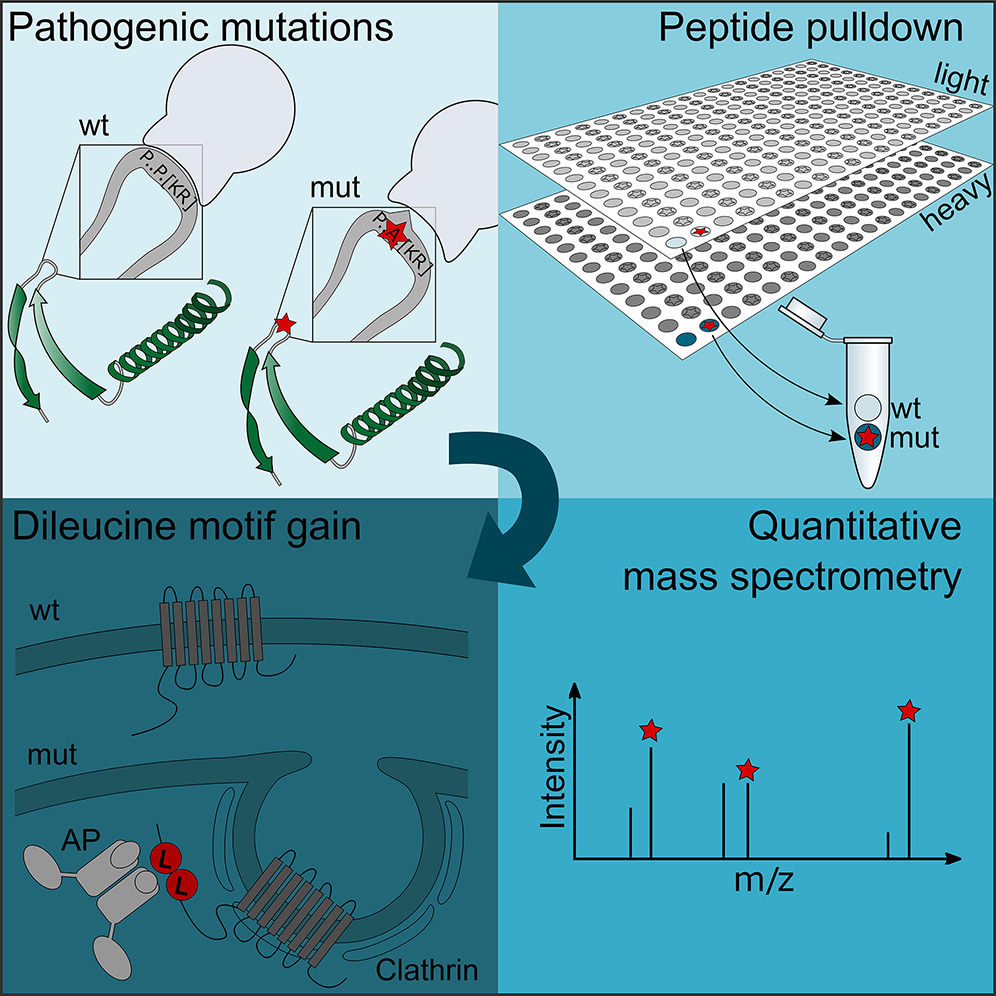 Pathogenic mutations
wt
P..P.[KR]
mut
P..A.[KR]
Peptide pulldown
light
heavy
wt
mut
Dileucine motif gain
wt
mut
AP
L
L
Clathrin
Quantitative
mass spectrometry
Intensity
m/z